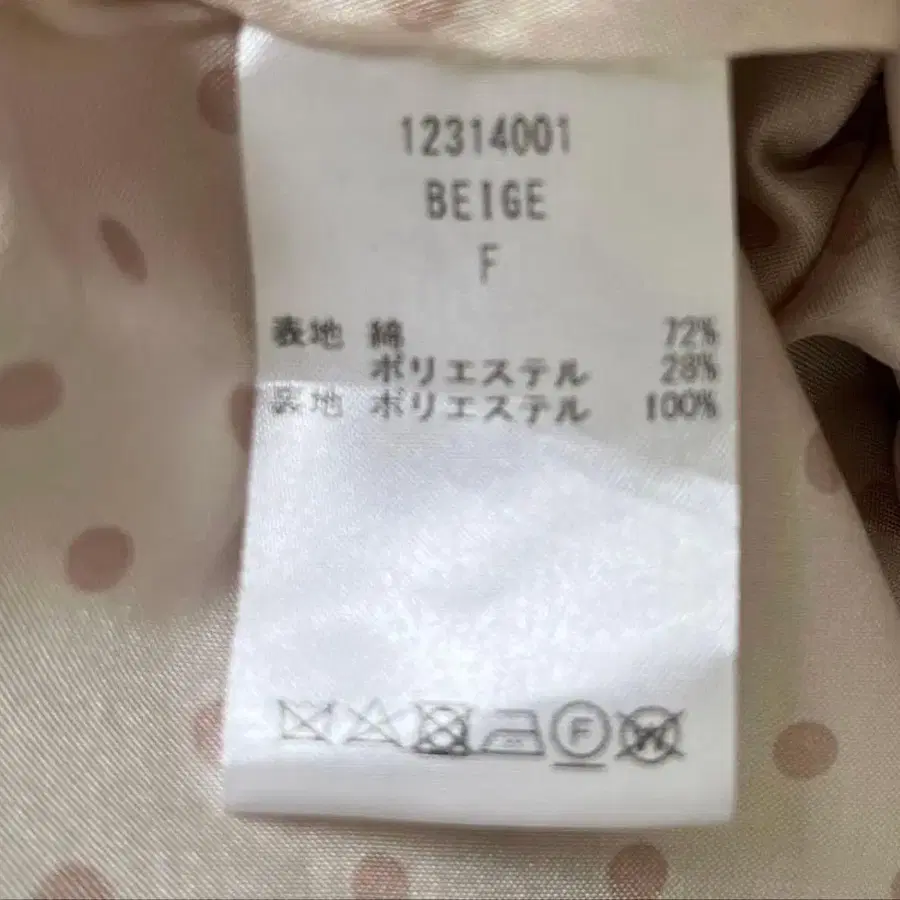 12314001
BEIGE
F
表地 綿 72%
ポリエステル 28%
裏地 ポリエステル 100%
F
W